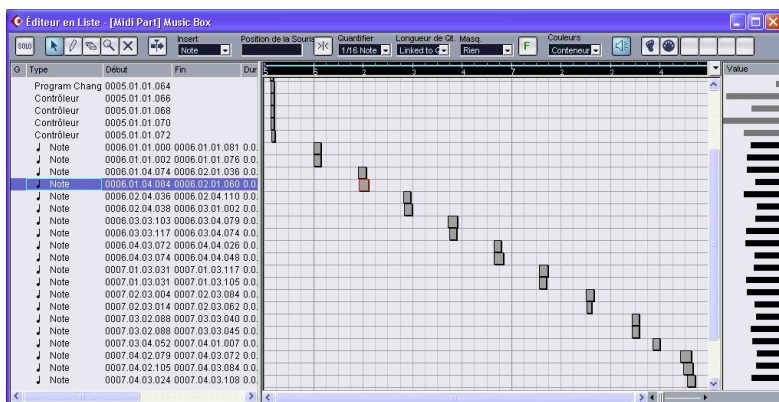 Éditeur en Liste - [Midi Part] Music Box
Insert Position de la Souris Quantifier Longueur de Qt. Masq. Couleurs
SOLO Note 1/16 Note Linked to Q Rien F Conteneur
G Type Début Fin Dur Value
5 6 2 3 4 7 2 3 4
Program Chang 0005.01.01.064
Contrôleur 0005.01.01.066
Contrôleur 0005.01.01.068
Contrôleur 0005.01.01.070
Contrôleur 0005.01.01.072
Note 0006.01.01.000 0006.01.01.081 0.0.
Note 0006.01.01.002 0006.01.01.076 0.0.
Note 0006.01.04.074 0006.02.01.036 0.0.
Note 0006.01.04.084 0006.02.01.060 0.0.
Note 0006.02.04.036 0006.02.04.110 0.0.
Note 0006.02.04.038 0006.03.01.002 0.0.
Note 0006.03.03.103 0006.03.04.079 0.0.
Note 0006.03.03.117 0006.03.04.074 0.0.
Note 0006.04.03.072 0006.04.04.026 0.0.
Note 0006.04.03.074 0006.04.04.048 0.0.
Note 0007.01.03.031 0007.01.03.117 0.0.
Note 0007.01.03.031 0007.01.03.105 0.0.
Note 0007.02.03.004 0007.02.03.084 0.0.
Note 0007.02.03.014 0007.02.03.062 0.0.
Note 0007.03.02.088 0007.03.03.040 0.0.
Note 0007.03.02.088 0007.03.03.045 0.0.
Note 0007.03.04.052 0007.04.01.007 0.0.
Note 0007.04.02.079 0007.04.03.072 0.0.
Note 0007.04.02.105 0007.04.03.084 0.0.
Note 0007.04.03.024 0007.04.03.108 0.0.